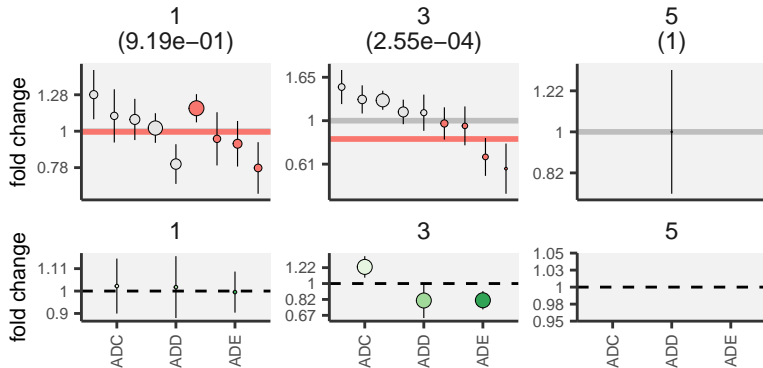 1
(9.19e−01)
3
(2.55e−04)
5
(1)
fold change
1.28
1
0.78
1.65
1
0.61
1.22
1
0.82
1
3
5
fold change
1.11
1
0.9
1.22
1
0.82
0.67
1.05
1.03
1
0.98
0.95
ADC
ADD
ADE
ADC
ADD
ADE
ADC
ADD
ADE